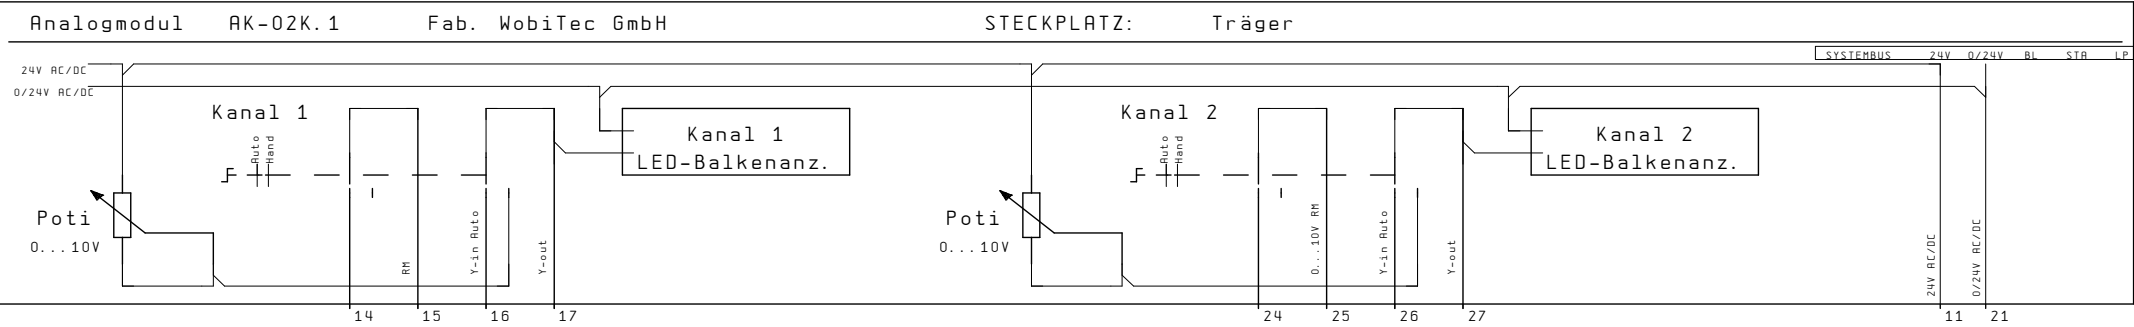 Analogmodul AK-02K.1 Fab. WobiTec GmbH STECKPLATZ: Träger
SYSTEMBUS 24V 0/24V BL STA LP
24V AC/DC
0/24V AC/DC
Kanal 1
Auto
Hand
Kanal 1
LED-Balkenanz.
Kanal 2
Auto
Hand
Kanal 2
LED-Balkenanz.
Poti
0...10V
RM
Y-in Auto
Y-out
Poti
0...10V
0...10V RM
Y-in Auto
Y-out
24V AC/DC
0/24V AC/DC
14 15 16 17 24 25 26 27 11 21